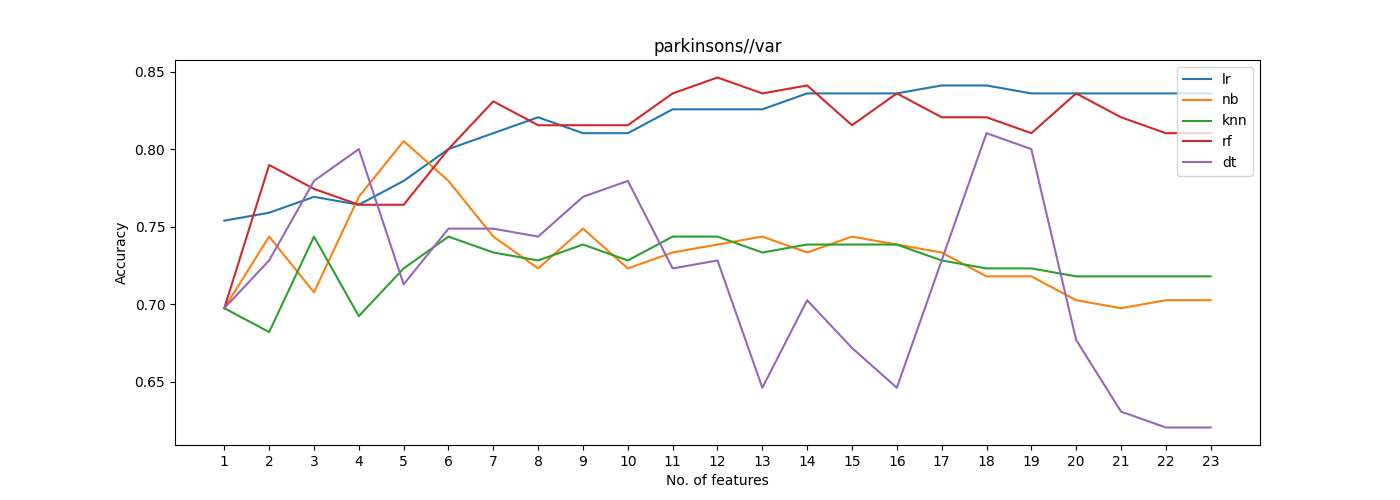 parkinsons//var
0.85
0.80
0.75
0.70
0.65
Accuracy
lr
nb
knn
rf
dt
1 2 3 4 5 6 7 8 9 10 11 12 13 14 15 16 17 18 19 20 21 22 23
No. of features